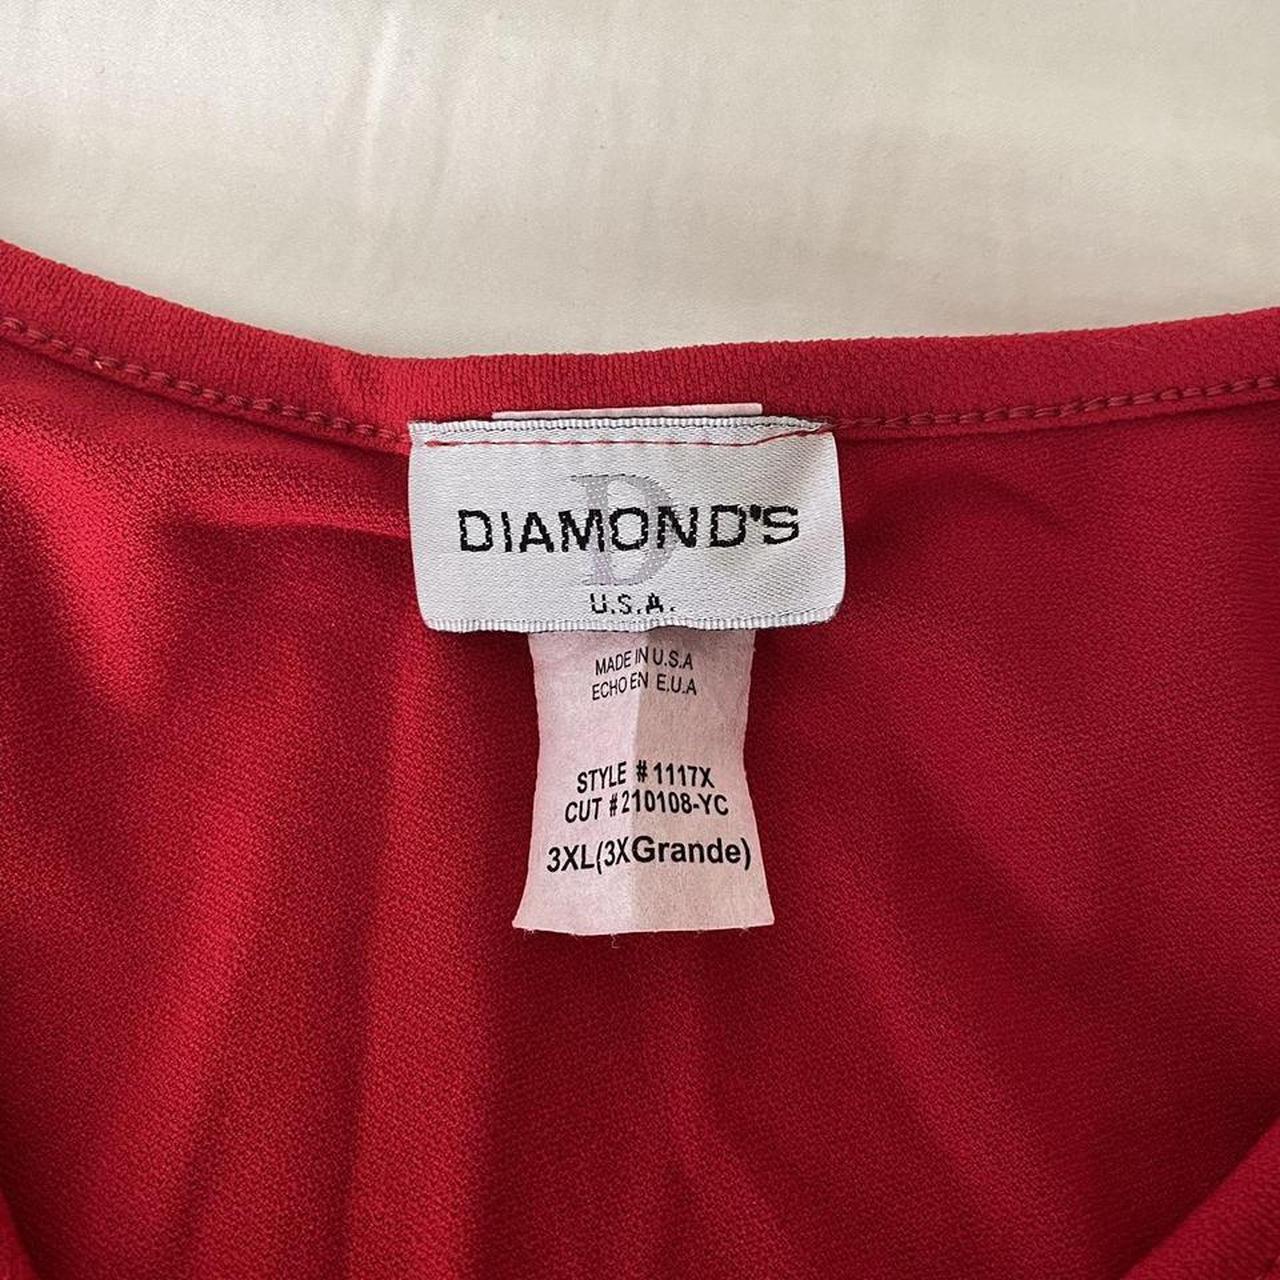 D
DIAMOND'S
U.S.A.
MADE IN U.S.A
ECHO EN E.U.A
STYLE #1117X
CUT #210108-YC
3XL(3XGrande)